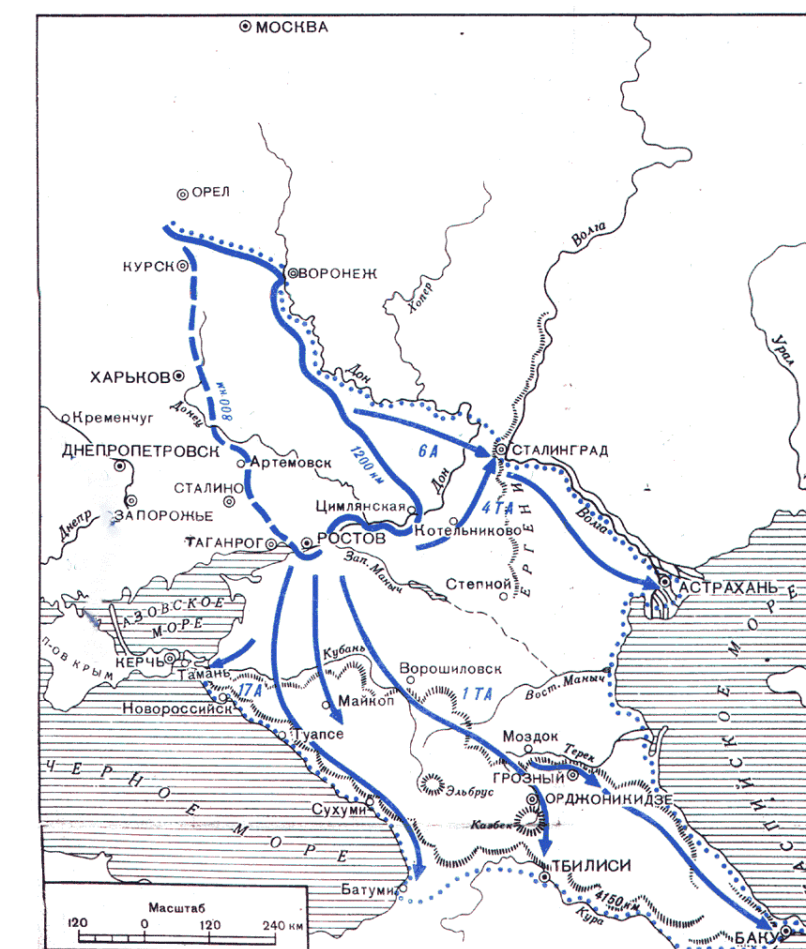 МОСКВА
ОРЕЛ
Волга
КУРСК
ВОРОНЕЖ
Хопер
Урал
ХАРЬКОВ
800 км
Дон
Донец
Кременчуг
ДНЕПРОПЕТРОВСК
Артемовск
1200 км
6А
СТАЛИНГРАД
Дон
СТАЛИНО
ЗАПОРОЖЬЕ
Днепр
Цимлянская
4 ТА
Котельниково
Волга
ЕРГЕНИ
ТАГАНРОГ
РОСТОВ
Зап. Маныч
Степной
АСТРАХАНЬ
АЗОВСКОЕ
МОРЕ
П-ОВ КРЫМ
КЕРЧЬ
Тамань
Кубань
Ворошиловск
Вост. Маныч
17А
1 ТА
Новороссийск
Майкоп
Туапсе
Моздок
Терек
ГРОЗНЫЙ
ЧЕРНОЕ МОРЕ
Эльбрус
ОРДЖОНИКИДЗЕ
Сухуми
Казбек
КАСПИЙСКОЕ МОРЕ
ТБИЛИСИ
Батуми
4150 км
Кура
БАКУ
Масштаб
120 0 120 240 км